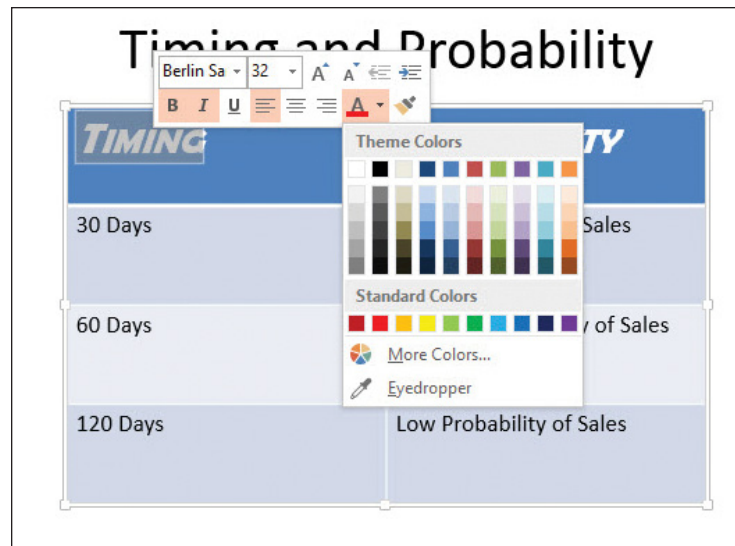 Timing and Probability
Berlin Sa 32 A A
B I U A
TIMING TY
Theme Colors
30 Days Sales
Standard Colors
60 Days y of Sales
More Colors...
Eyedropper
120 Days Low Probability of Sales